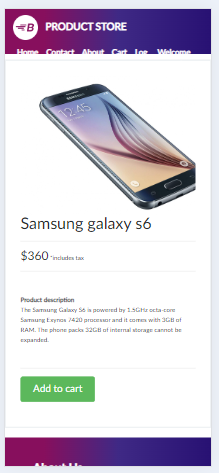 B PRODUCT STORE
Home Contact About Cart Log Welcome
12:45
Samsung galaxy s6
$360 *includes tax
Product description
The Samsung Galaxy S6 is powered by 1.5GHz octa-core
Samsung Exynos 7420 processor and it comes with 3GB of
RAM. The phone packs 32GB of internal storage cannot be
expanded.
Add to cart
About Us